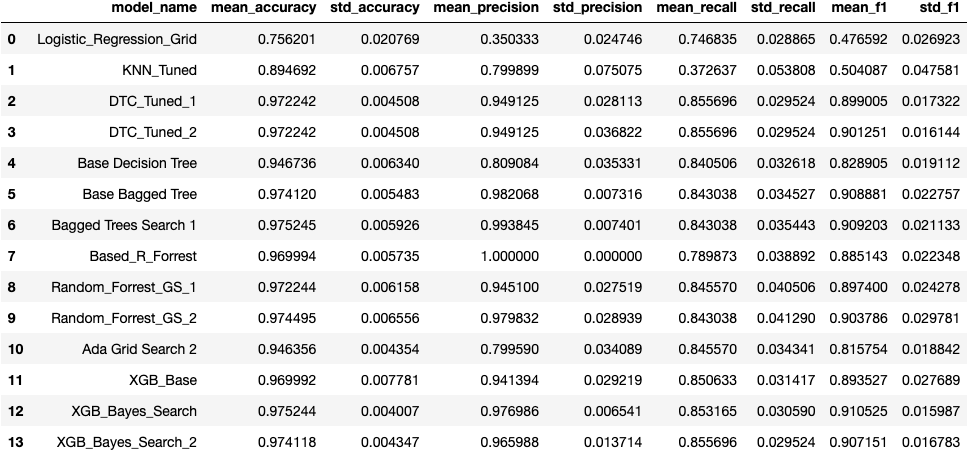 model_name mean_accuracy std_accuracy mean_precision std_precision mean_recall std_recall mean_f1 std_f1
0 Logistic_Regression_Grid 0.756201 0.020769 0.350333 0.024746 0.746835 0.028865 0.476592 0.026923
1 KNN_Tuned 0.894692 0.006757 0.799899 0.075075 0.372637 0.053808 0.504087 0.047581
2 DTC_Tuned_1 0.972242 0.004508 0.949125 0.028113 0.855696 0.029524 0.899005 0.017322
3 DTC_Tuned_2 0.972242 0.004508 0.949125 0.036822 0.855696 0.029524 0.901251 0.016144
4 Base Decision Tree 0.946736 0.006340 0.809084 0.035331 0.840506 0.032618 0.828905 0.019112
5 Base Bagged Tree 0.974120 0.005483 0.982068 0.007316 0.843038 0.034527 0.908881 0.022757
6 Bagged Trees Search 1 0.975245 0.005926 0.993845 0.007401 0.843038 0.035443 0.909203 0.021133
7 Based_R_Forrest 0.969994 0.005735 1.000000 0.000000 0.789873 0.038892 0.885143 0.022348
8 Random_Forrest_GS_1 0.972244 0.006158 0.945100 0.027519 0.845570 0.040506 0.897400 0.024278
9 Random_Forrest_GS_2 0.974495 0.006556 0.979832 0.028939 0.843038 0.041290 0.903786 0.029781
10 Ada Grid Search 2 0.946356 0.004354 0.799590 0.034089 0.845570 0.034341 0.815754 0.018842
11 XGB_Base 0.969992 0.007781 0.941394 0.029219 0.850633 0.031417 0.893527 0.027689
12 XGB_Bayes_Search 0.975244 0.004007 0.976986 0.006541 0.853165 0.030590 0.910525 0.015987
13 XGB_Bayes_Search_2 0.974118 0.004347 0.965988 0.013714 0.855696 0.029524 0.907151 0.016783